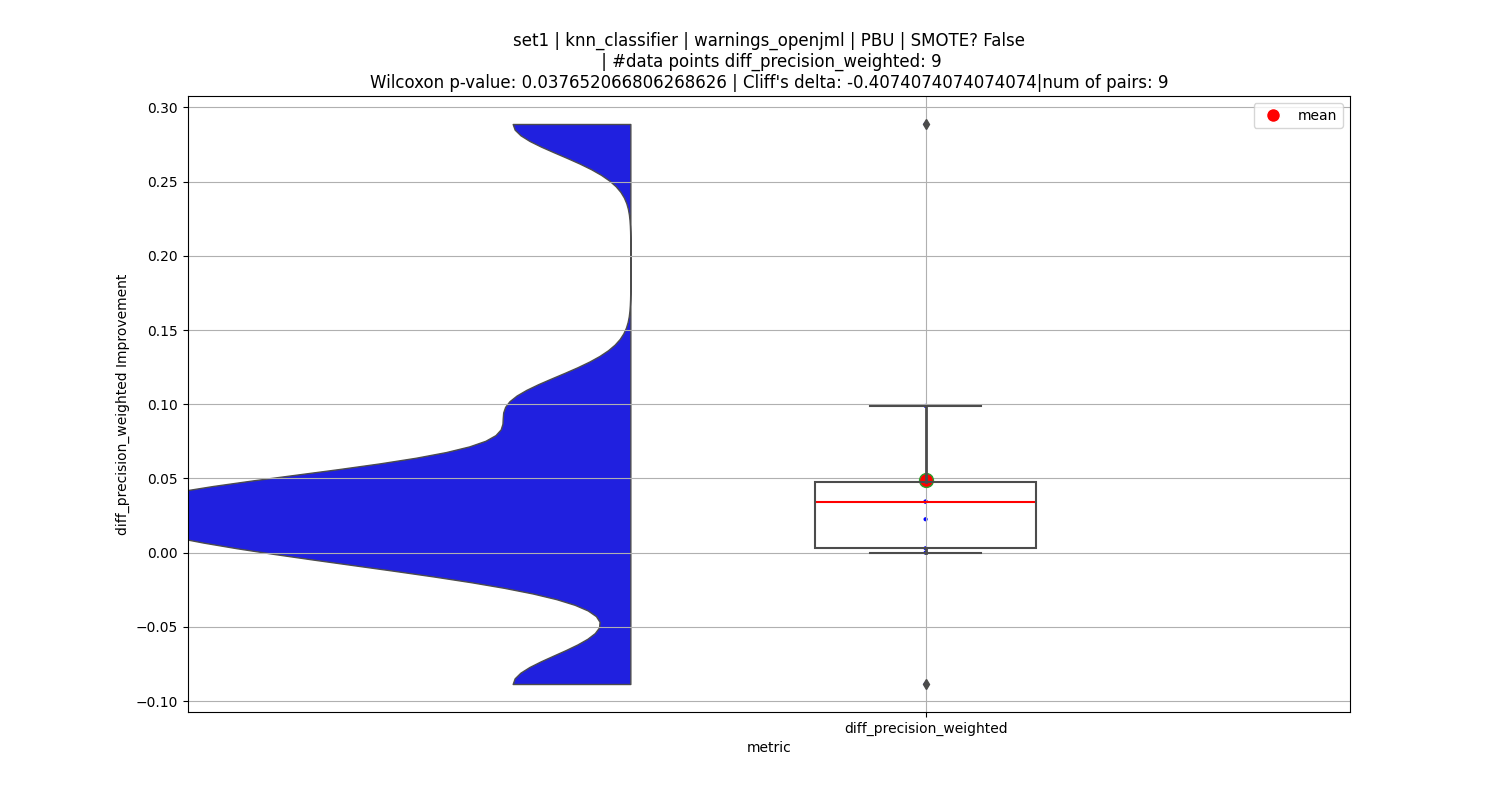 set1 | knn_classifier | warnings_openjml | PBU | SMOTE? False
| #data points diff_precision_weighted: 9
Wilcoxon p-value: 0.037652066806268626 | Cliff's delta: -0.4074074074074074|num of pairs: 9
mean
0.30
0.25
0.20
0.15
0.10
0.05
0.00
−0.05
−0.10
diff_precision_weighted Improvement
diff_precision_weighted
metric